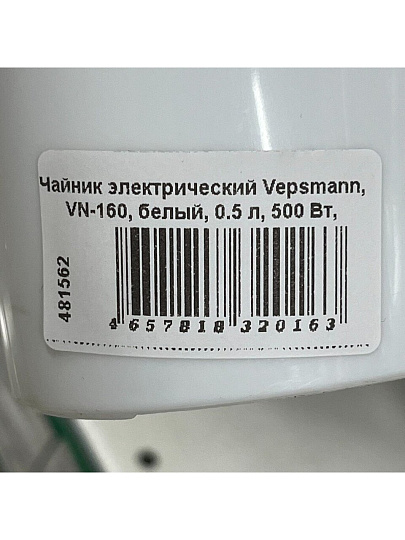 Чайник электрический Vepsmann,
VN-160, белый, 0.5 л, 500 Вт,
481562
4 657818 320163